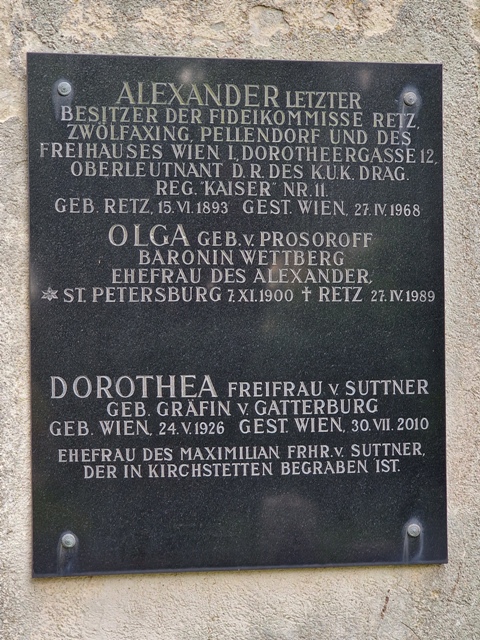 ALEXANDER LETZTER
BESITZER DER FIDEIKOMMISSE RETZ,
ZWÖLFAXING, PELLENDORF UND DES
FREIHAUSES WIEN I., DOROTHEERGASSE 12,
OBERLEUTNANT D.R. DES K.U.K. DRAG.
REG. "KAISER" NR. 11.
GEB. RETZ, 15.VI.1893 GEST. WIEN, 27.IV.1968
OLGA GEB. V. PROSOROFF
BARONIN WETTBERG
EHEFRAU DES ALEXANDER,
* ST. PETERSBURG 7.XI.1900 † RETZ 27.IV.1989
DOROTHEA FREIFRAU V. SUTTNER
GEB. GRÄFIN V. GATTERBURG
GEB. WIEN, 24.V.1926 GEST. WIEN, 30.VII.2010
EHEFRAU DES MAXIMILIAN FRHR. V. SUTTNER,
DER IN KIRCHSTETTEN BEGRABEN IST.